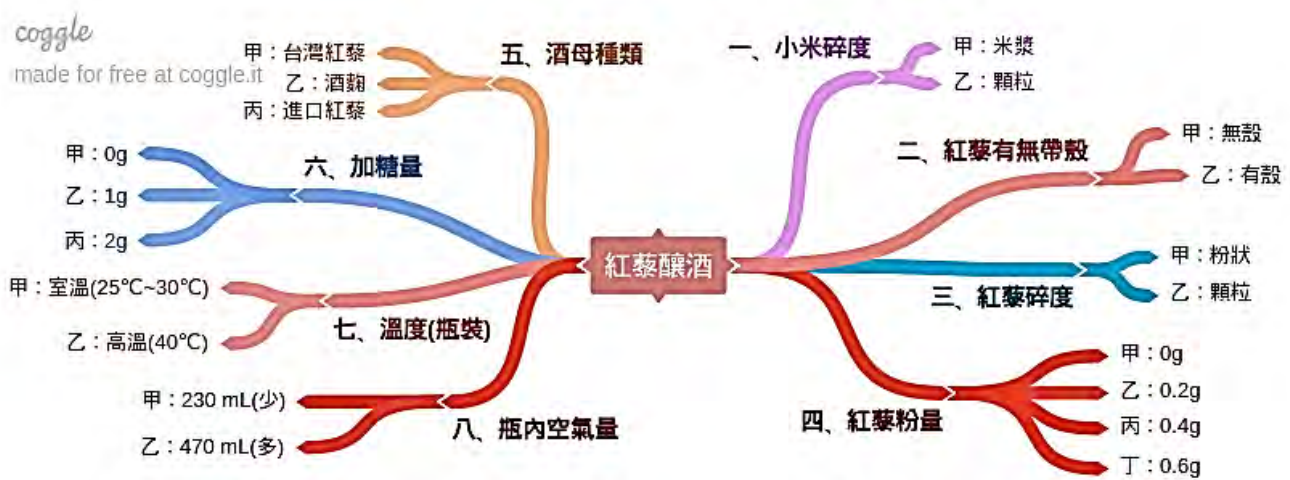 coggle
made for free at coggle.it
紅藜釀酒
一、小米碎度
甲：米漿
乙：顆粒
二、紅藜有無帶殼
甲：無殼
乙：有殼
三、紅藜碎度
甲：粉狀
乙：顆粒
四、紅藜粉量
甲：0g
乙：0.2g
丙：0.4g
丁：0.6g
五、酒母種類
甲：台灣紅藜
乙：酒麴
丙：進口紅藜
六、加糖量
甲：0g
乙：1g
丙：2g
七、溫度(瓶裝)
甲：室溫(25℃~30℃)
乙：高溫(40℃)
八、瓶內空氣量
甲：230 mL(少)
乙：470 mL(多)